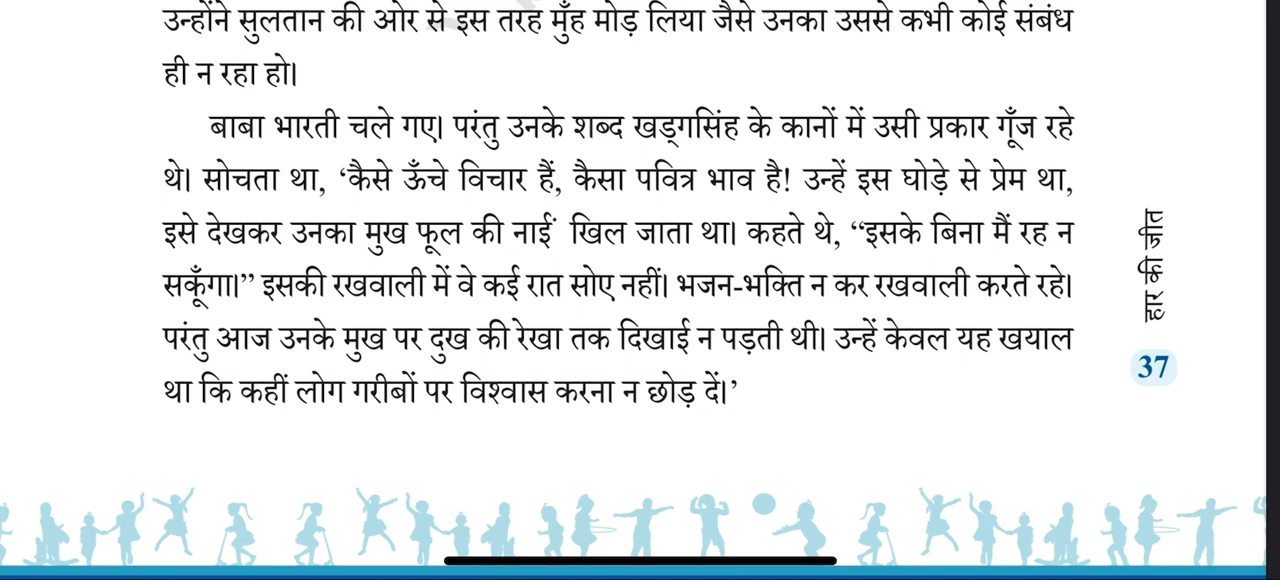 उन्होंने सुलतान की ओर से इस तरह मुँह मोड़ लिया जैसे उनका उससे कभी कोई संबंध
ही न रहा हो।
बाबा भारती चले गए। परंतु उनके शब्द खड्गसिंह के कानों में उसी प्रकार गूँज रहे
थे। सोचता था, ‘कैसे ऊँचे विचार हैं, कैसा पवित्र भाव है! उन्हें इस घोड़े से प्रेम था,
इसे देखकर उनका मुख फूल की नाईं खिल जाता था। कहते थे, “इसके बिना मैं रह न
सकूँगा।” इसकी रखवाली में वे कई रात सोए नहीं। भजन-भक्ति न कर रखवाली करते रहे।
परंतु आज उनके मुख पर दुख की रेखा तक दिखाई न पड़ती थी। उन्हें केवल यह खयाल
था कि कहीं लोग गरीबों पर विश्वास करना न छोड़ दें।’
हार की जीत
37